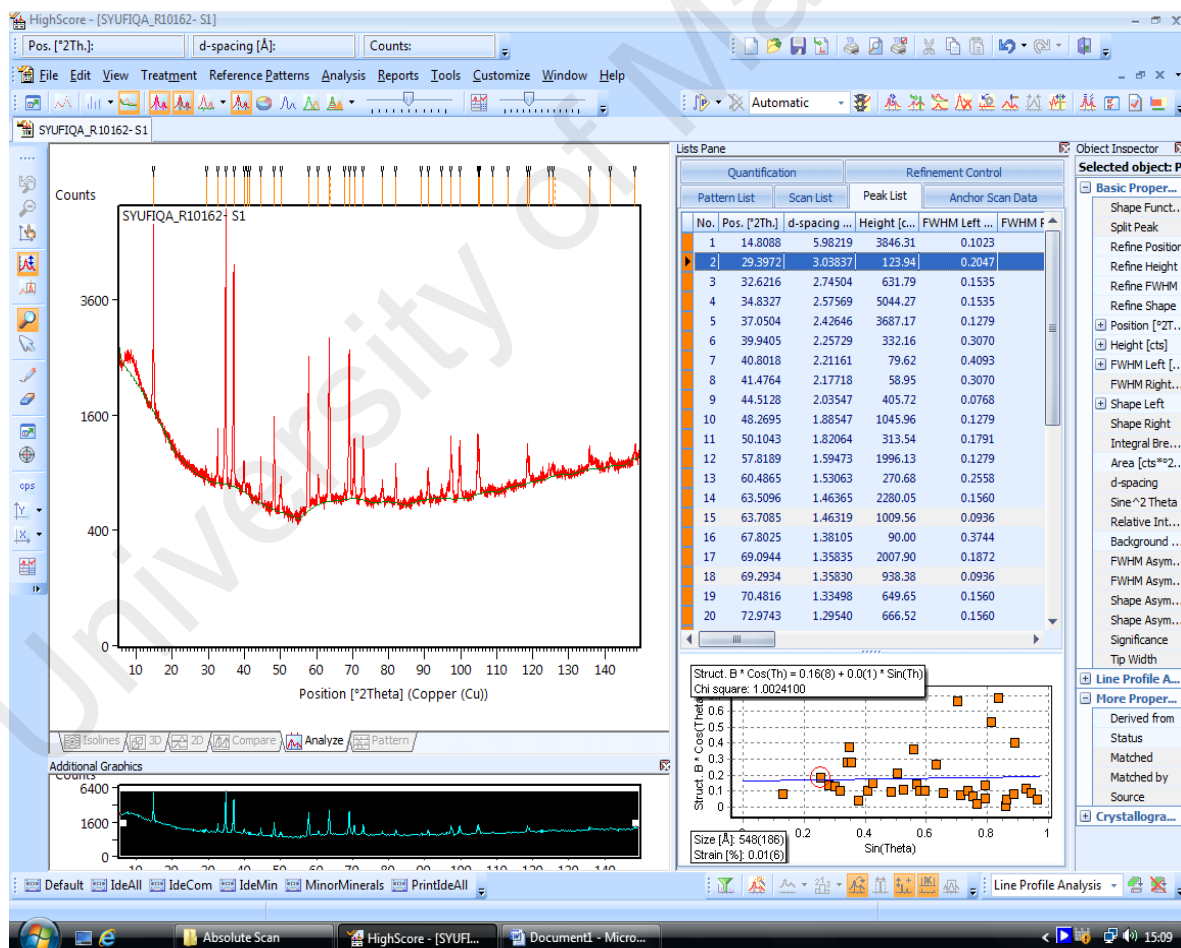 HighScore - [SYUFIQA_R10162- S1]
Pos. [°2Th.]: d-spacing [Å]: Counts:
File Edit View Treatment Reference Patterns Analysis Reports Tools Customize Window Help
Automatic
SYUFIQA_R10162- S1
Counts
SYUFIQA_R10162- S1
3600
1600
400
0
10 20 30 40 50 60 70 80 90 100 110 120 130 140
Position [°2Theta] (Copper (Cu))
Isolines 3D 2D Compare Analyze Pattern
Additional Graphics
Counts
6400
1600
0
10 20 30 40 50 60 70 80 90 100 110 120 130 140
Lists Pane
Quantification Refinement Control
Pattern List Scan List Peak List Anchor Scan Data
No. Pos. [°2Th.] d-spacing ... Height [c... FWHM Left ... FWHM F
1 14.8088 5.98219 3846.31 0.1023
2 29.3972 3.03837 123.94 0.2047
3 32.6216 2.74504 631.79 0.1535
4 34.8327 2.57569 5044.27 0.1535
5 37.0504 2.42646 3687.17 0.1279
6 39.9405 2.25729 332.16 0.3070
7 40.8018 2.21161 79.62 0.4093
8 41.4764 2.17718 58.95 0.3070
9 44.5128 2.03547 405.72 0.0768
10 48.2695 1.88547 1045.96 0.1279
11 50.1043 1.82064 313.54 0.1791
12 57.8189 1.59473 1996.13 0.1279
13 60.4865 1.53063 270.68 0.2558
14 63.5096 1.46365 2280.05 0.1560
15 63.7085 1.46319 1009.56 0.0936
16 67.8025 1.38105 90.00 0.3744
17 69.0944 1.35835 2007.90 0.1872
18 69.2934 1.35830 938.38 0.0936
19 70.4816 1.33498 649.65 0.1560
20 72.9743 1.29540 666.52 0.1560
Struct. B * Cos(Th) = 0.16(8) + 0.0(1) * Sin(Th)
Chi square: 1.0024100
Struct. B * Cos(Theta)
0.6
0.5
0.4
0.3
0.2
0.1
0
0 0.2 0.4 0.6 0.8 1
Sin(Theta)
Size [Å]: 548(186)
Strain [%]: 0.01(6)
Object Inspector
Selected object: P
Basic Proper...
Shape Funct...
Split Peak
Refine Position
Refine Height
Refine FWHM
Refine Shape
Position [°2T...
Height [cts]
FWHM Left [...
FWHM Right...
Shape Left
Shape Right
Integral Bre...
Area [cts*°2...
d-spacing
Sine^2 Theta
Relative Int...
Background ...
FWHM Asym...
FWHM Asym...
Shape Asym...
Shape Asym...
Significance
Tip Width
Line Profile A...
More Proper...
Derived from
Status
Matched
Matched by
Source
Crystallogra...
cps
Y
X
Default IdeAll IdeCom IdeMin MinorMinerals PrintIdeAll
Line Profile Analysis
Absolute Scan HighScore - [SYUFI... Document1 - Micro... 15:09
University of Ma